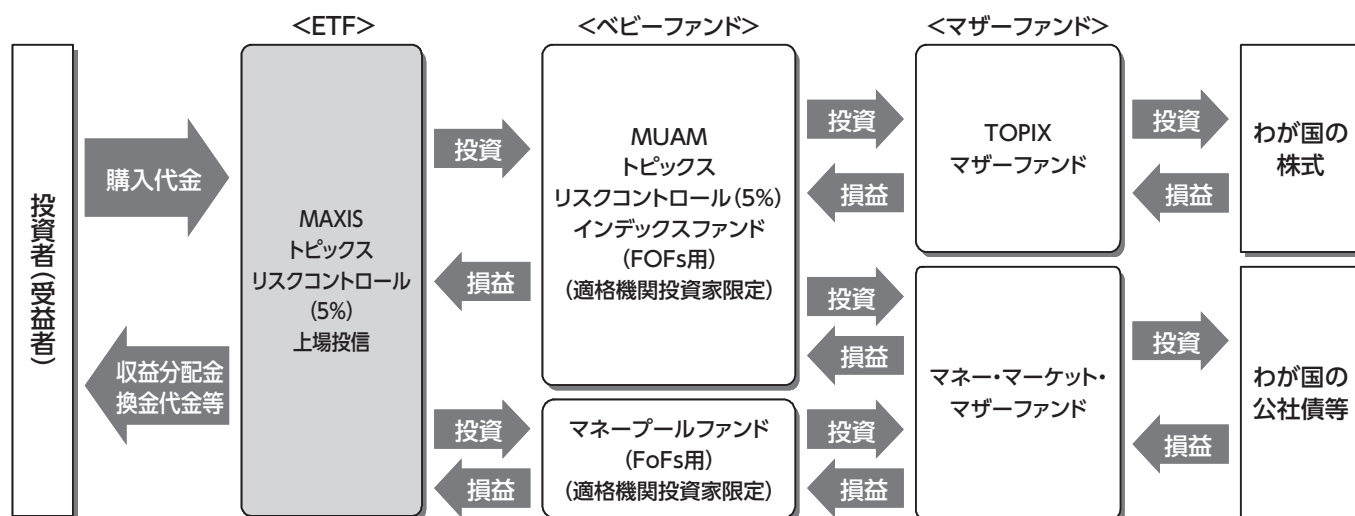 <ETF>
<ベビーファンド>
<マザーファンド>
投資者(受益者)
購入代金
収益分配金
換金代金等
MAXIS
トピックス
リスクコントロール
(5%)
上場投信
投資
損益
投資
損益
MUAM
トピックス
リスクコントロール(5%)
インデックスファンド
(FOFs用)
(適格機関投資家限定)
マネープールファンド
(FoFs用)
(適格機関投資家限定)
投資
損益
投資
損益
投資
損益
TOPIX
マザーファンド
マネー・マーケット・
マザーファンド
投資
損益
投資
損益
わが国の
株式
わが国の
公社債等